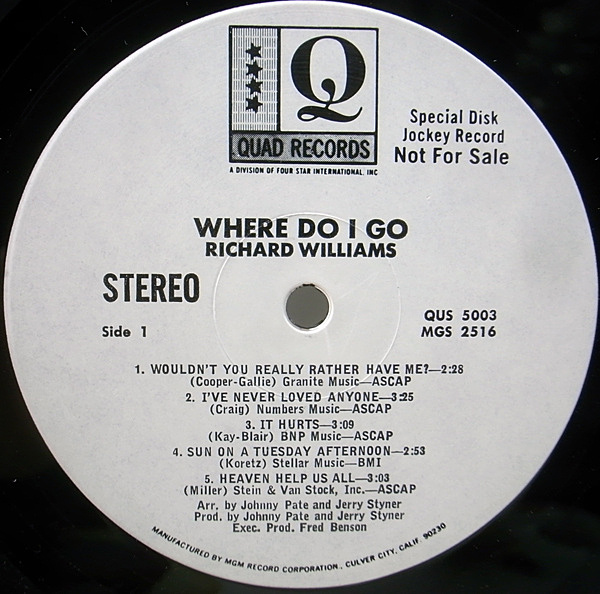 Q
QUAD RECORDS
A DIVISION OF FOUR STAR INTERNATIONAL, INC
Special Disk
Jockey Record
Not For Sale
WHERE DO I GO
RICHARD WILLIAMS
STEREO
Side 1
QUS 5003
MGS 2516
1. WOULDN'T YOU REALLY RATHER HAVE ME?—2:28
(Cooper-Gallie) Granite Music—ASCAP
2. I'VE NEVER LOVED ANYONE—3:25
(Craig) Numbers Music—ASCAP
3. IT HURTS—3:09
(Kay-Blair) BNP Music—ASCAP
4. SUN ON A TUESDAY AFTERNOON—2:53
(Koretz) Stellar Music—BMI
5. HEAVEN HELP US ALL—3:03
(Miller) Stein & Van Stock, Inc.—ASCAP
Arr. by Johnny Pate and Jerry Styner
Prod. by Johnny Pate and Jerry Styner
Exec. Prod. Fred Benson
MANUFACTURED BY MGM RECORD CORPORATION., CULVER CITY, CALIF. 90230